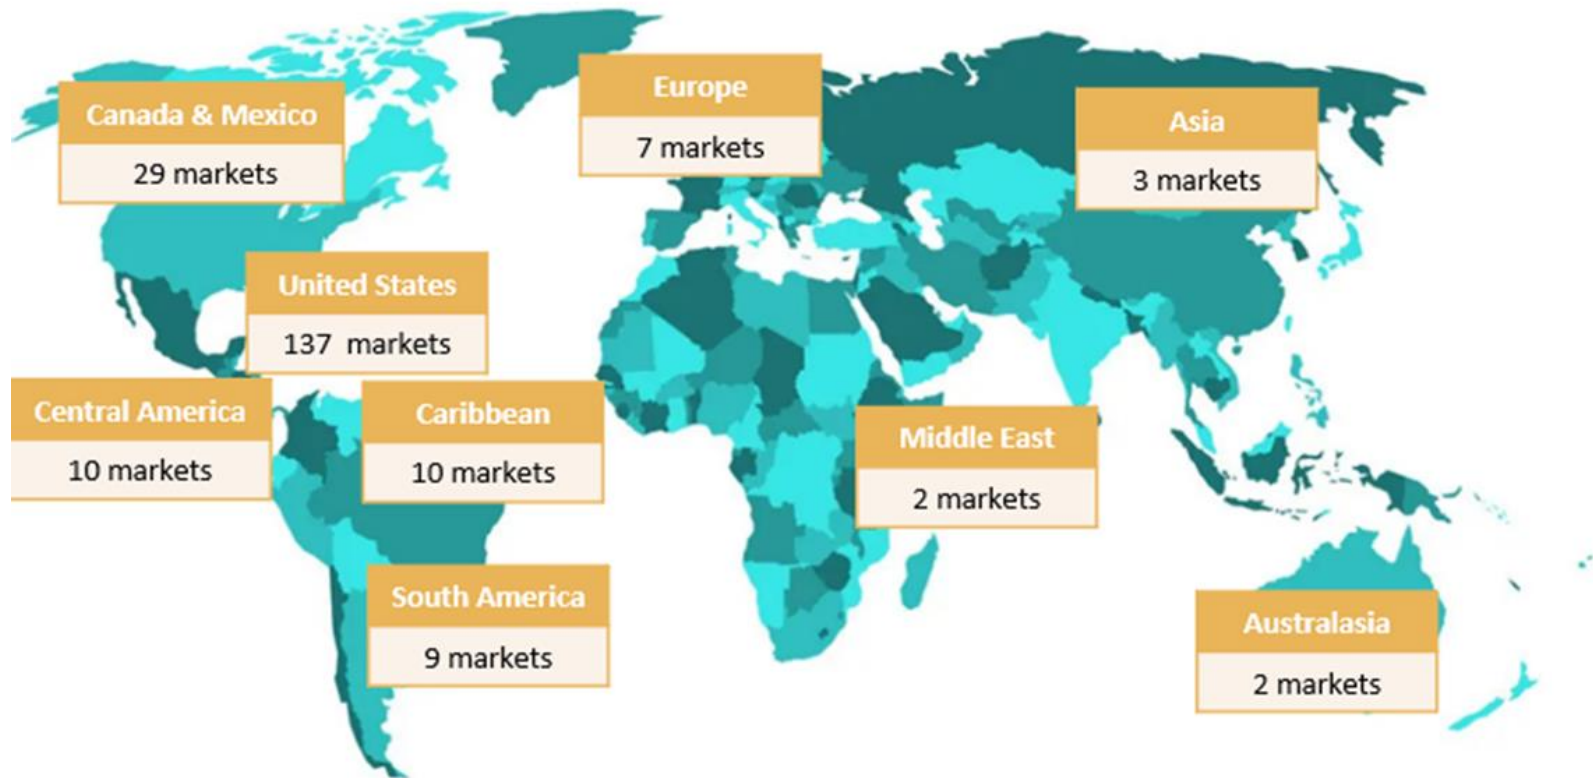 Canada & Mexico
29 markets
Europe
7 markets
Asia
3 markets
United States
137 markets
Central America
10 markets
Caribbean
10 markets
Middle East
2 markets
South America
9 markets
Australasia
2 markets